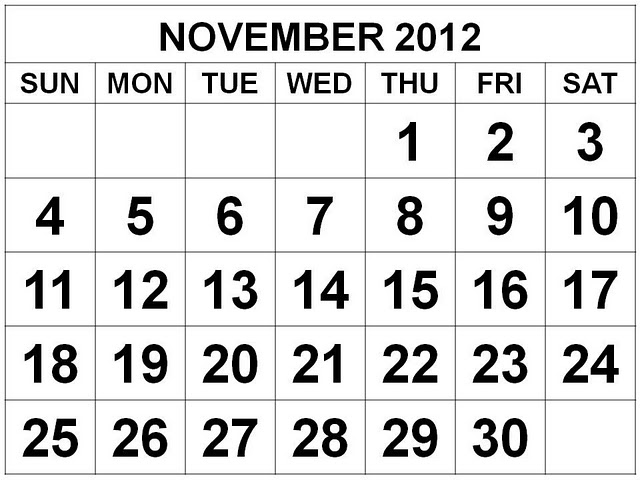 NOVEMBER 2012
SUN MON TUE WED THU FRI SAT
1 2 3
4 5 6 7 8 9 10
11 12 13 14 15 16 17
18 19 20 21 22 23 24
25 26 27 28 29 30